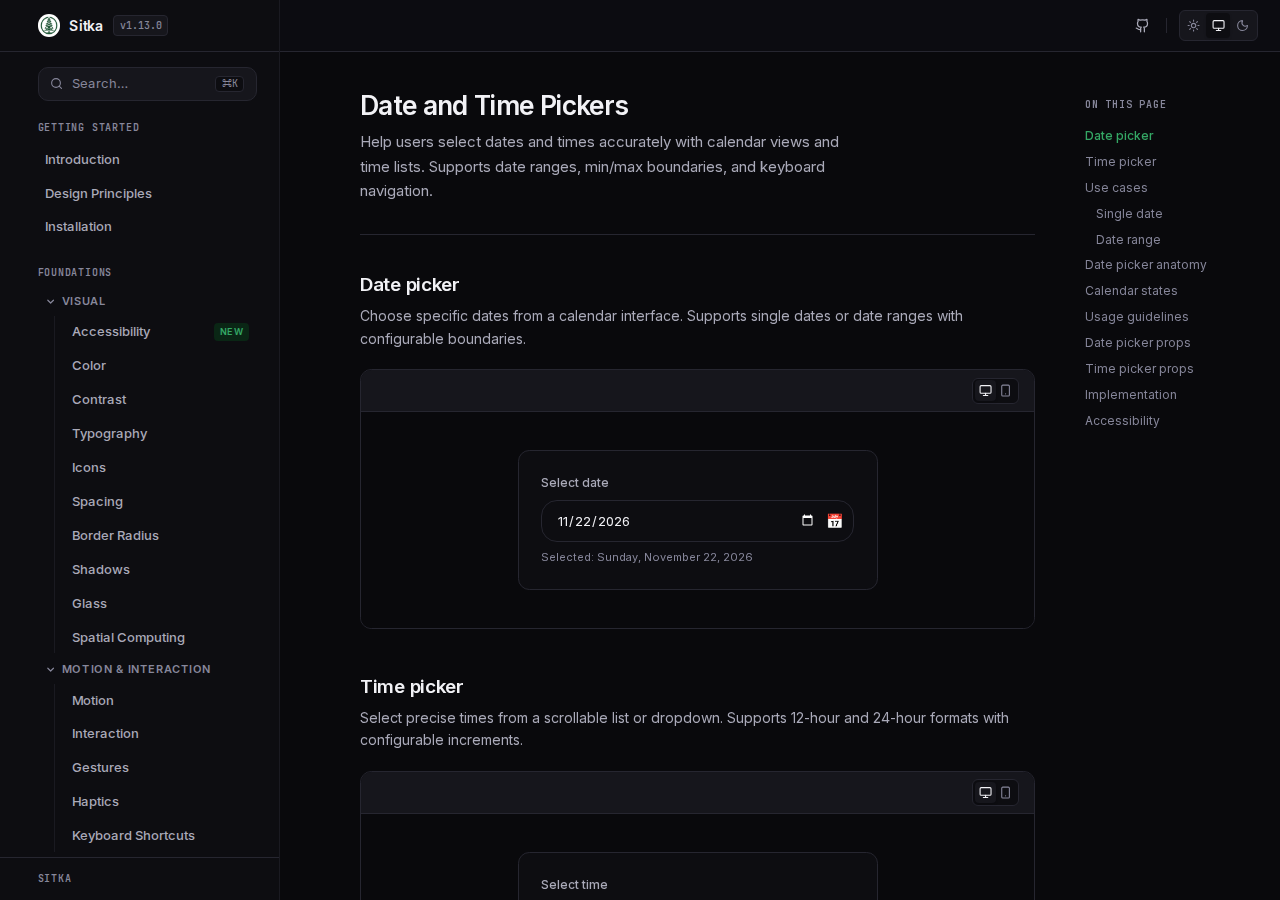 Sitka v1.13.0
Search... ⌘K
GETTING STARTED
Introduction
Design Principles
Installation
FOUNDATIONS
VISUAL
Accessibility NEW
Color
Contrast
Typography
Icons
Spacing
Border Radius
Shadows
Glass
Spatial Computing
MOTION & INTERACTION
Motion
Interaction
Gestures
Haptics
Keyboard Shortcuts
SITKA
Date and Time Pickers
Help users select dates and times accurately with calendar views and
time lists. Supports date ranges, min/max boundaries, and keyboard
navigation.
Date picker
Choose specific dates from a calendar interface. Supports single dates or date ranges with
configurable boundaries.
Select date
11/22/2026
Selected: Sunday, November 22, 2026
Time picker
Select precise times from a scrollable list or dropdown. Supports 12-hour and 24-hour formats with
configurable increments.
Select time
ON THIS PAGE
Date picker
Time picker
Use cases
Single date
Date range
Date picker anatomy
Calendar states
Usage guidelines
Date picker props
Time picker props
Implementation
Accessibility